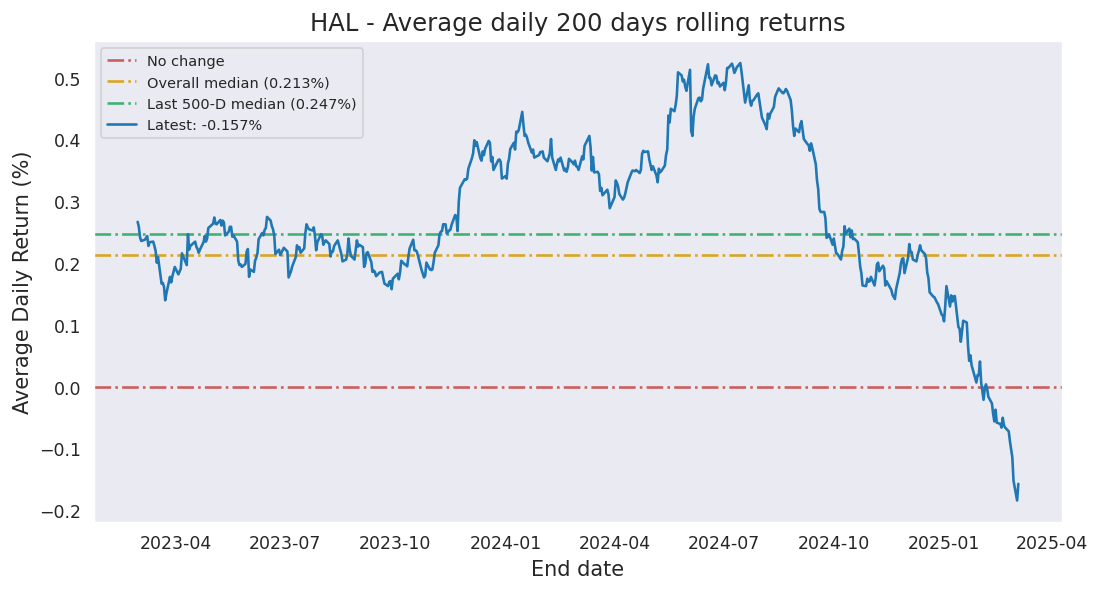 HAL - Average daily 200 days rolling returns
No change
Overall median (0.213%)
Last 500-D median (0.247%)
Latest: -0.157%
Average Daily Return (%)
0.5
0.4
0.3
0.2
0.1
0.0
−0.1
−0.2
2023-04 2023-07 2023-10 2024-01 2024-04 2024-07 2024-10 2025-01 2025-04
End date